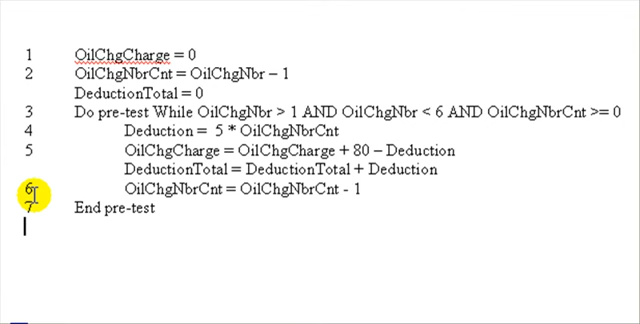 1 OilChgCharge = 0
2 OilChgNbrCnt = OilChgNbr – 1
DeductionTotal = 0
3 Do pre-test While OilChgNbr > 1 AND OilChgNbr < 6 AND OilChgNbrCnt >= 0
4 Deduction = 5 * OilChgNbrCnt
5 OilChgCharge = OilChgCharge + 80 – Deduction
DeductionTotal = DeductionTotal + Deduction
6 OilChgNbrCnt = OilChgNbrCnt - 1
7 End pre-test